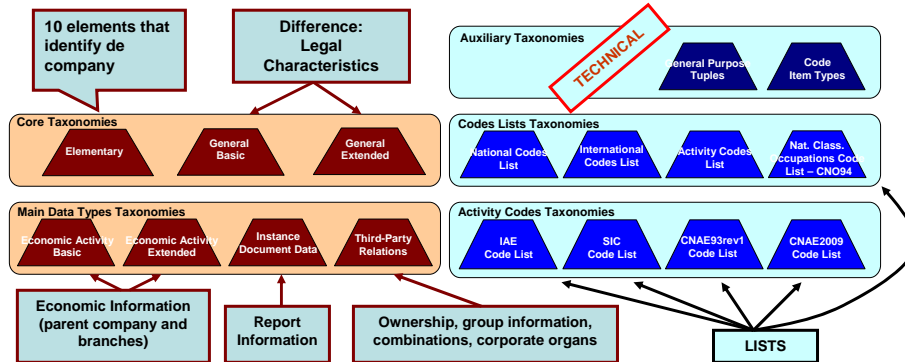 10 elements that
identify de
company
Difference:
Legal
Characteristics
Auxiliary Taxonomies
TECHNICAL
General Purpose
Tuples
Code
Item Types
Core Taxonomies
Elementary
General
Basic
General
Extended
Codes Lists Taxonomies
National Codes
List
International
Codes List
Activity Codes
List
Nat. Class.
Occupations Code
List – CNO94
Main Data Types Taxonomies
Economic Activity
Basic
Economic Activity
Extended
Instance
Document Data
Third-Party
Relations
Activity Codes Taxonomies
IAE
Code List
SIC
Code List
CNAE93rev1
Code List
CNAE2009
Code List
Economic Information
(parent company and
branches)
Report
Information
Ownership, group information,
combinations, corporate organs
LISTS